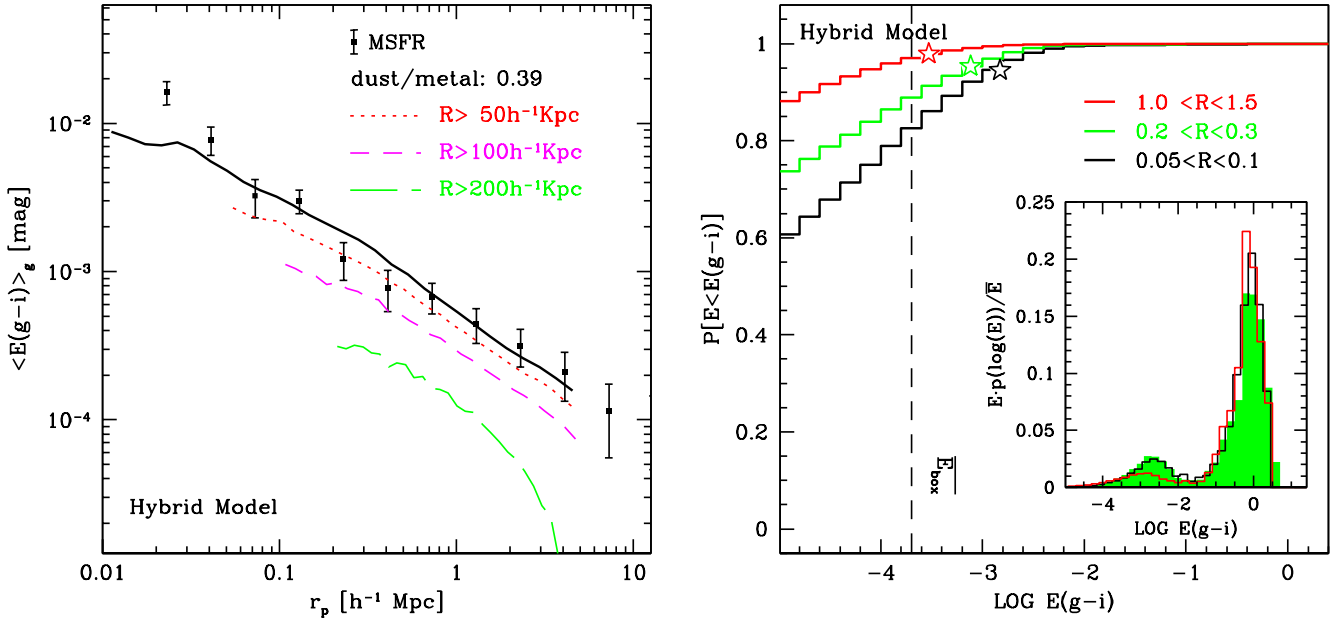 MSFR
dust/metal: 0.39
R> 50h⁻¹Kpc
R>100h⁻¹Kpc
R>200h⁻¹Kpc
Hybrid Model
<E(g-i)>g [mag]
10⁻²
10⁻³
10⁻⁴
0.01
0.1
1
10
rp [h⁻¹ Mpc]
Hybrid Model
1.0 <R<1.5
0.2 <R<0.3
0.05<R<0.1
P[E<E(g-i)]
1
0.8
0.6
0.4
0.2
0
Ebox
-4
-3
-2
-1
0
LOG E(g-i)
E·p(log(E))/E̅
0.25
0.2
0.15
0.1
0.05
0
-4
-2
0
LOG E(g-i)